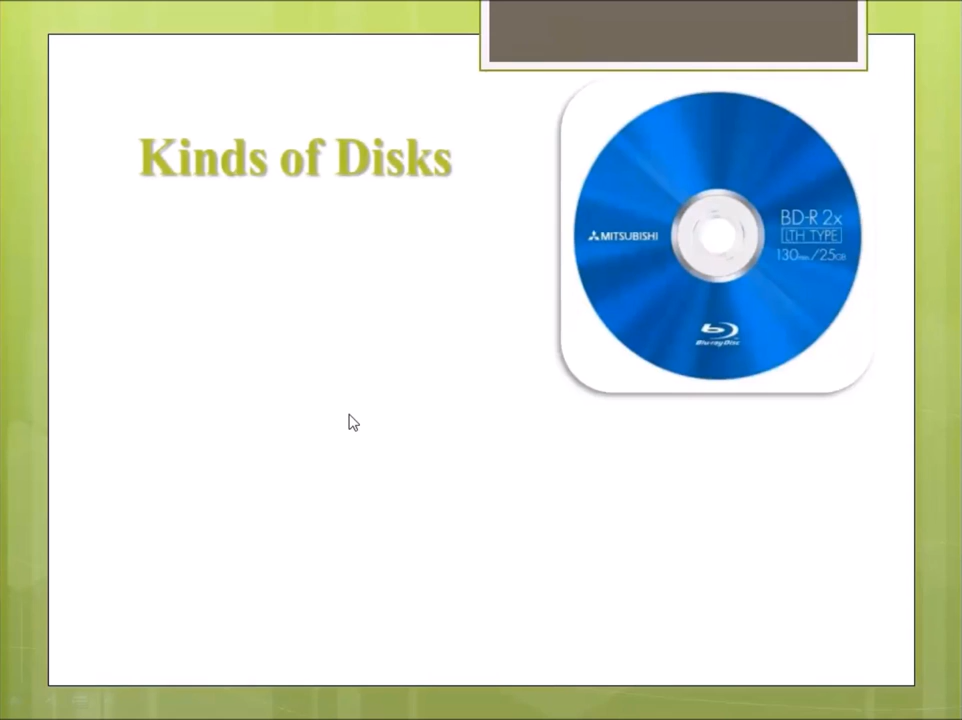 Kinds of Disks
BD-R 2x
MITSUBISHI
LTH TYPE
130min/25GB
Blu-ray Disc